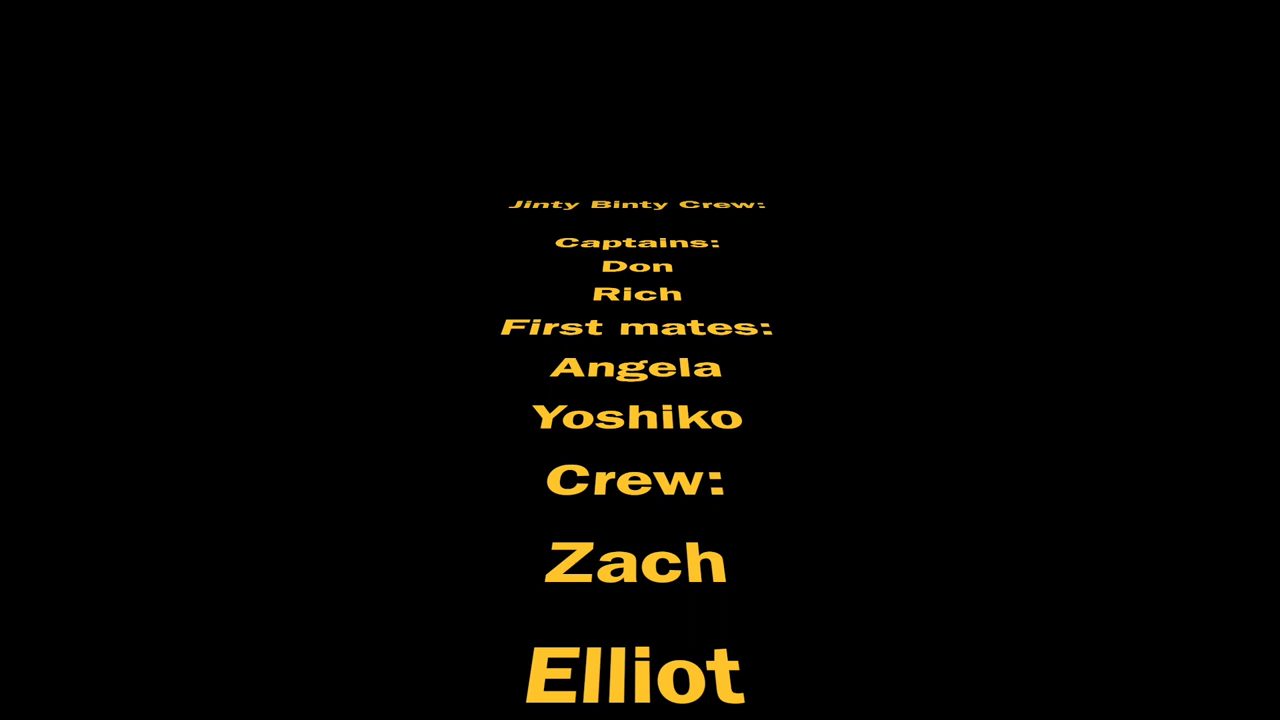 Jinty Binty Crew:
Captains:
Don
Rich
First mates:
Angela
Yoshiko
Crew:
Zach
Elliot